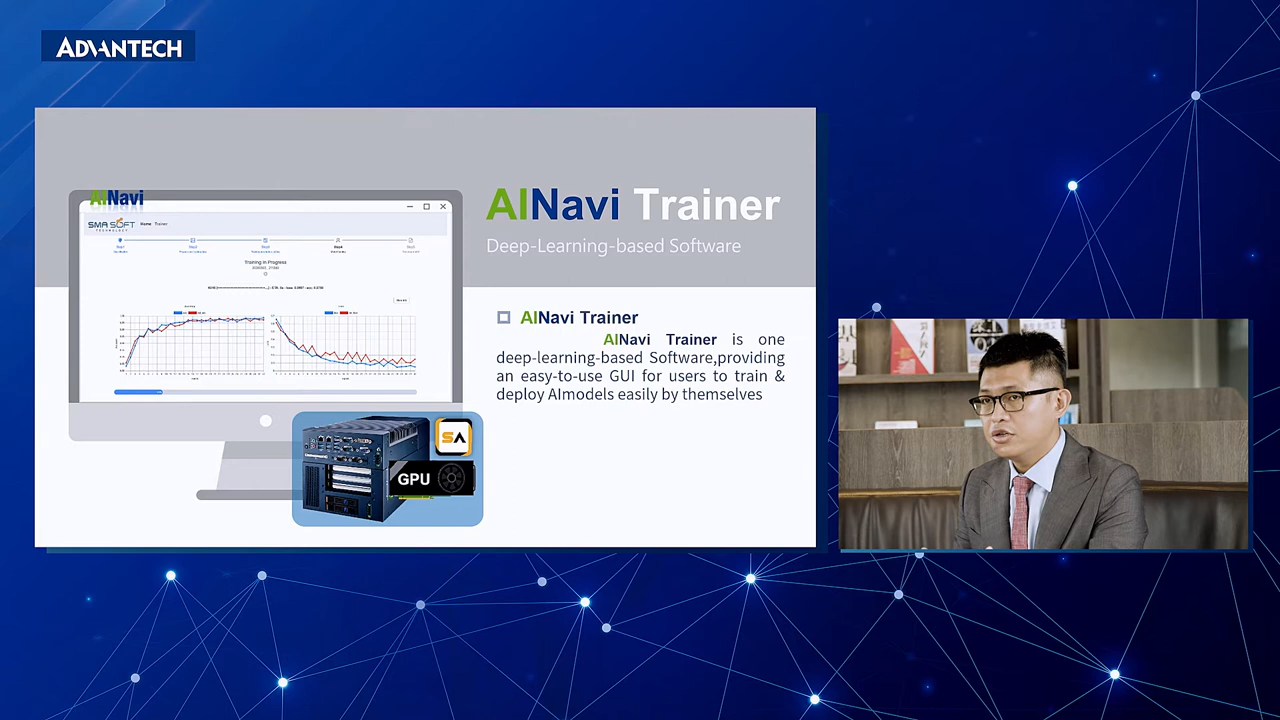 ADVANTECH
AINavi
SMA SOFT
TECHNOLOGY
Home Trainer
Training In Progress
GPU
SA
AINavi Trainer
Deep-Learning-based Software
AINavi Trainer
AINavi Trainer is one
deep-learning-based Software,providing
an easy-to-use GUI for users to train &
deploy AImodels easily by themselves